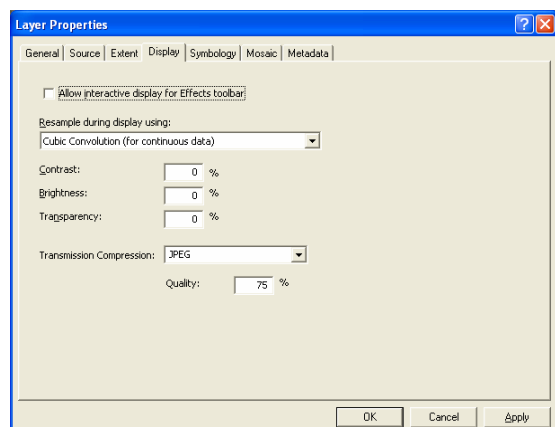 Layer Properties
General Source Extent Display Symbology Mosaic Metadata
Allow interactive display for Effects toolbar
Resample during display using:
Cubic Convolution (for continuous data)
Contrast: 0 %
Brightness: 0 %
Transparency: 0 %
Transmission Compression: JPEG
Quality: 75 %
OK Cancel Apply